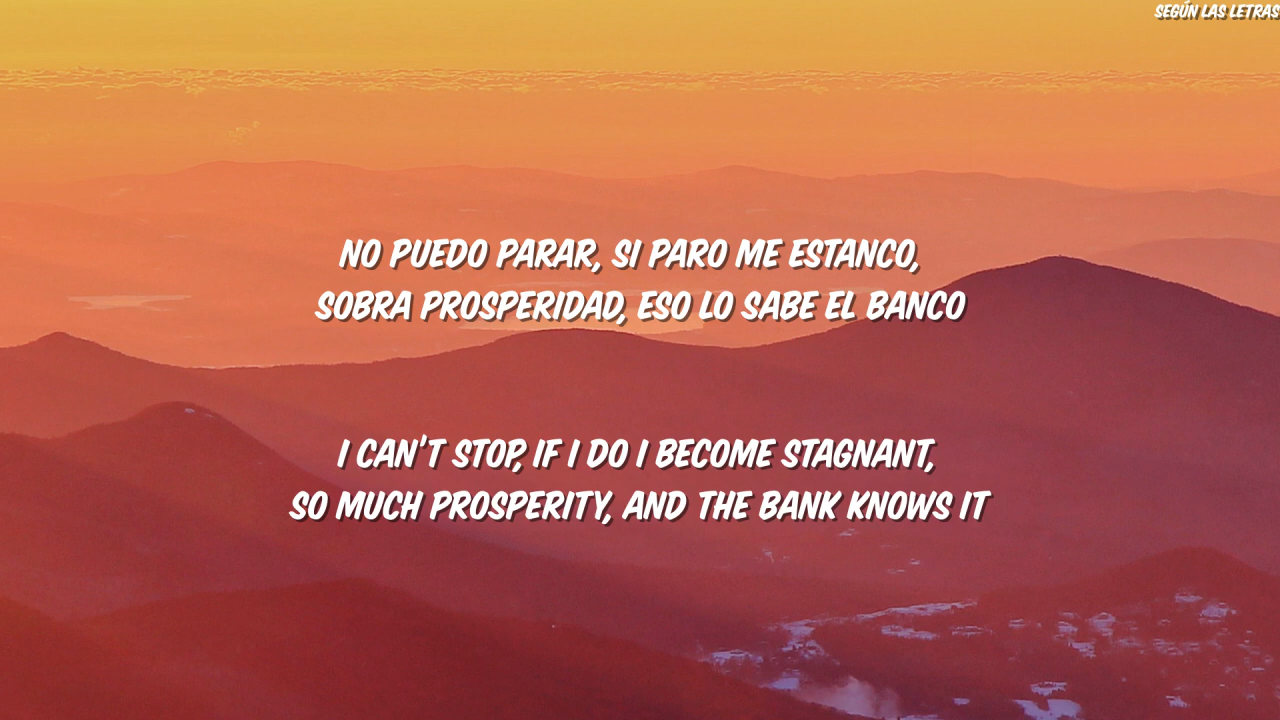 SEGÚN LAS LETRAS
NO PUEDO PARAR, SI PARO ME ESTANCO,
SOBRA PROSPERIDAD, ESO LO SABE EL BANCO
I CAN'T STOP, IF I DO I BECOME STAGNANT,
SO MUCH PROSPERITY, AND THE BANK KNOWS IT